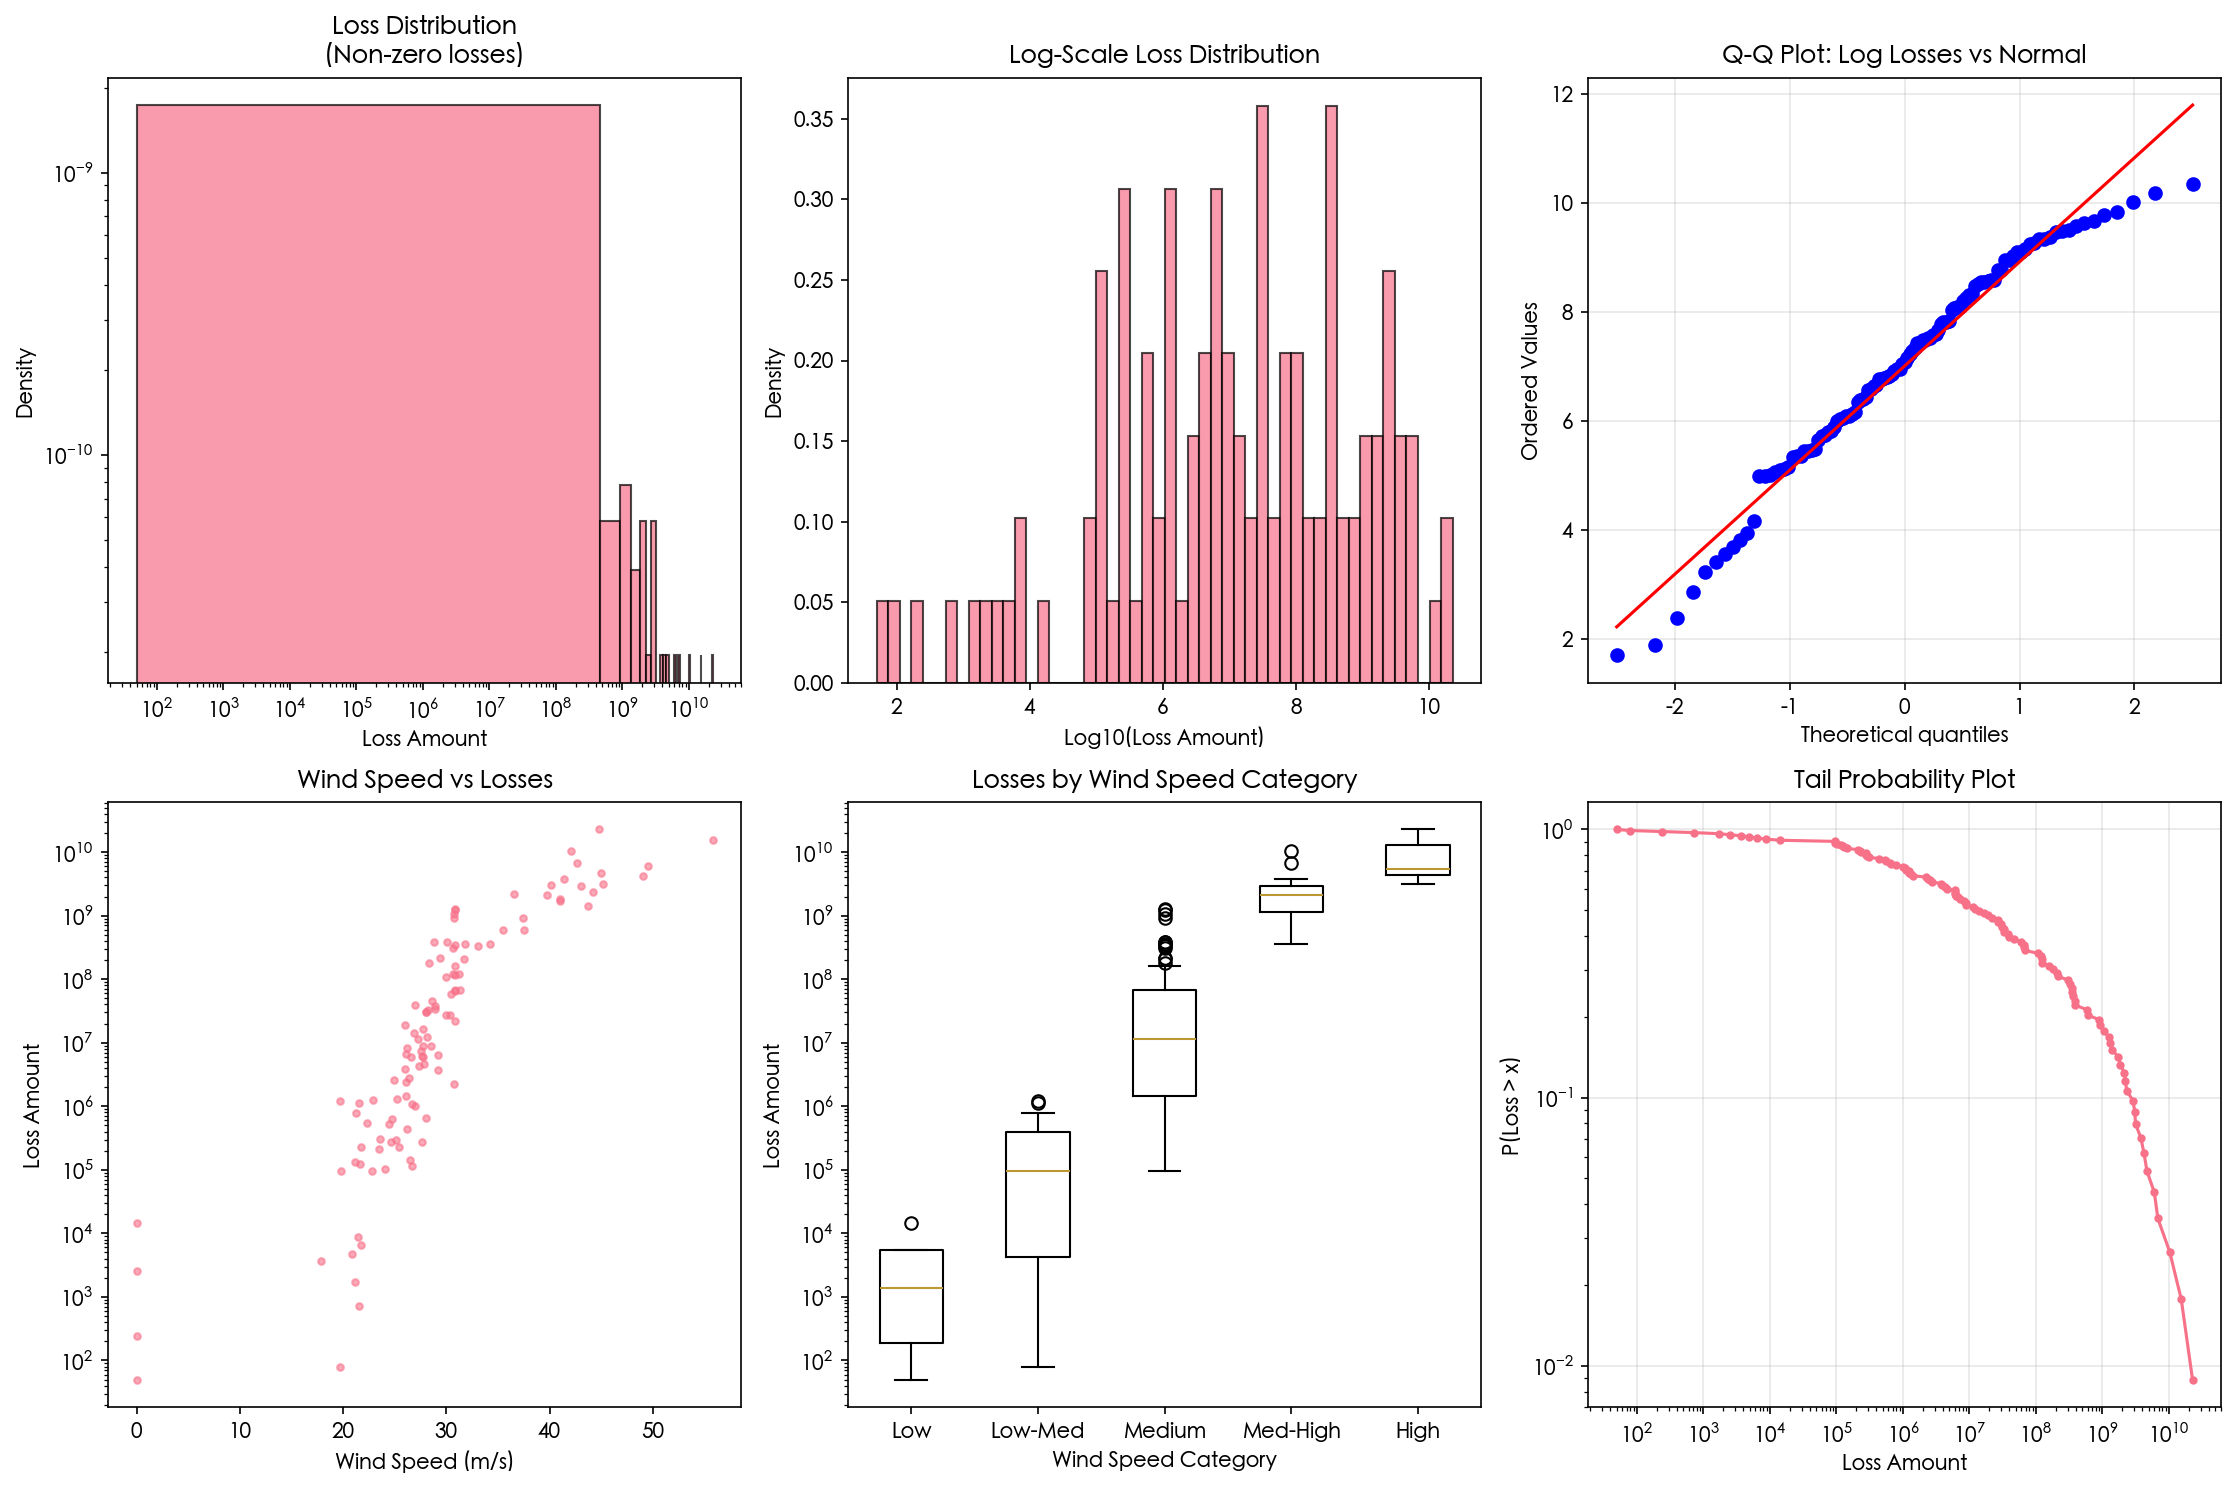 Loss Distribution
(Non-zero losses)
Density
10⁻⁹
10⁻¹⁰
10² 10³ 10⁴ 10⁵ 10⁶ 10⁷ 10⁸ 10⁹ 10¹⁰
Loss Amount
Log-Scale Loss Distribution
Density
0.35
0.30
0.25
0.20
0.15
0.10
0.05
0.00
2 4 6 8 10
Log10(Loss Amount)
Q-Q Plot: Log Losses vs Normal
Ordered Values
12
10
8
6
4
2
-2 -1 0 1 2
Theoretical quantiles
Wind Speed vs Losses
Loss Amount
10¹⁰
10⁹
10⁸
10⁷
10⁶
10⁵
10⁴
10³
10²
0 10 20 30 40 50
Wind Speed (m/s)
Losses by Wind Speed Category
Loss Amount
10¹⁰
10⁹
10⁸
10⁷
10⁶
10⁵
10⁴
10³
10²
Low Low-Med Medium Med-High High
Wind Speed Category
Tail Probability Plot
P(Loss > x)
10⁰
10⁻¹
10⁻²
10² 10³ 10⁴ 10⁵ 10⁶ 10⁷ 10⁸ 10⁹ 10¹⁰
Loss Amount